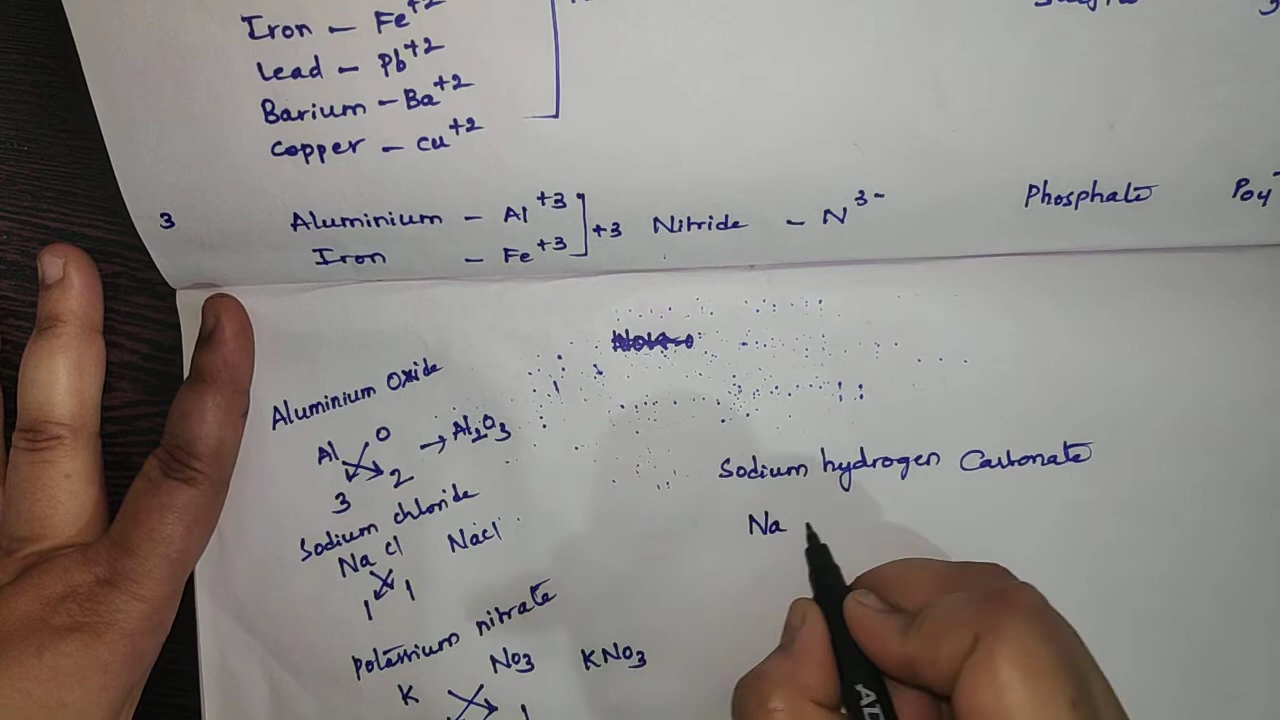 Iron – Fe+2
Lead – Pb+2
Barium – Ba+2
Copper – Cu+2
3 Aluminium – Al+3 ] +3 Nitride – N3- Phosphate PO4-
Iron – Fe+3
Aluminium Oxide
Al O → Al2O3
3 2
Sodium chloride
Na Cl NaCl
1 1
Potassium nitrate
K NO3 KNO3
1
Sodium hydrogen Carbonate
Na